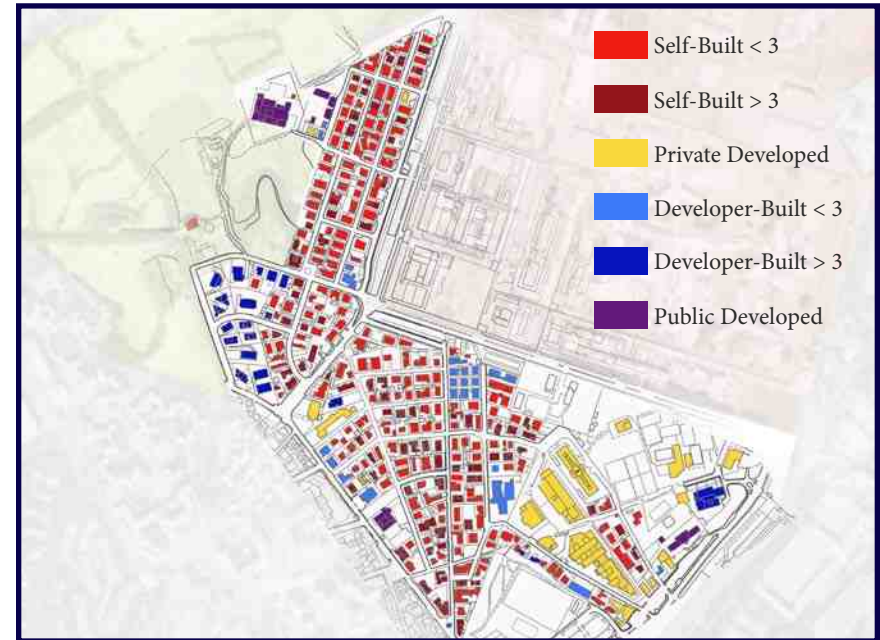 Self-Built < 3
Self-Built > 3
Private Developed
Developer-Built < 3
Developer-Built > 3
Public Developed